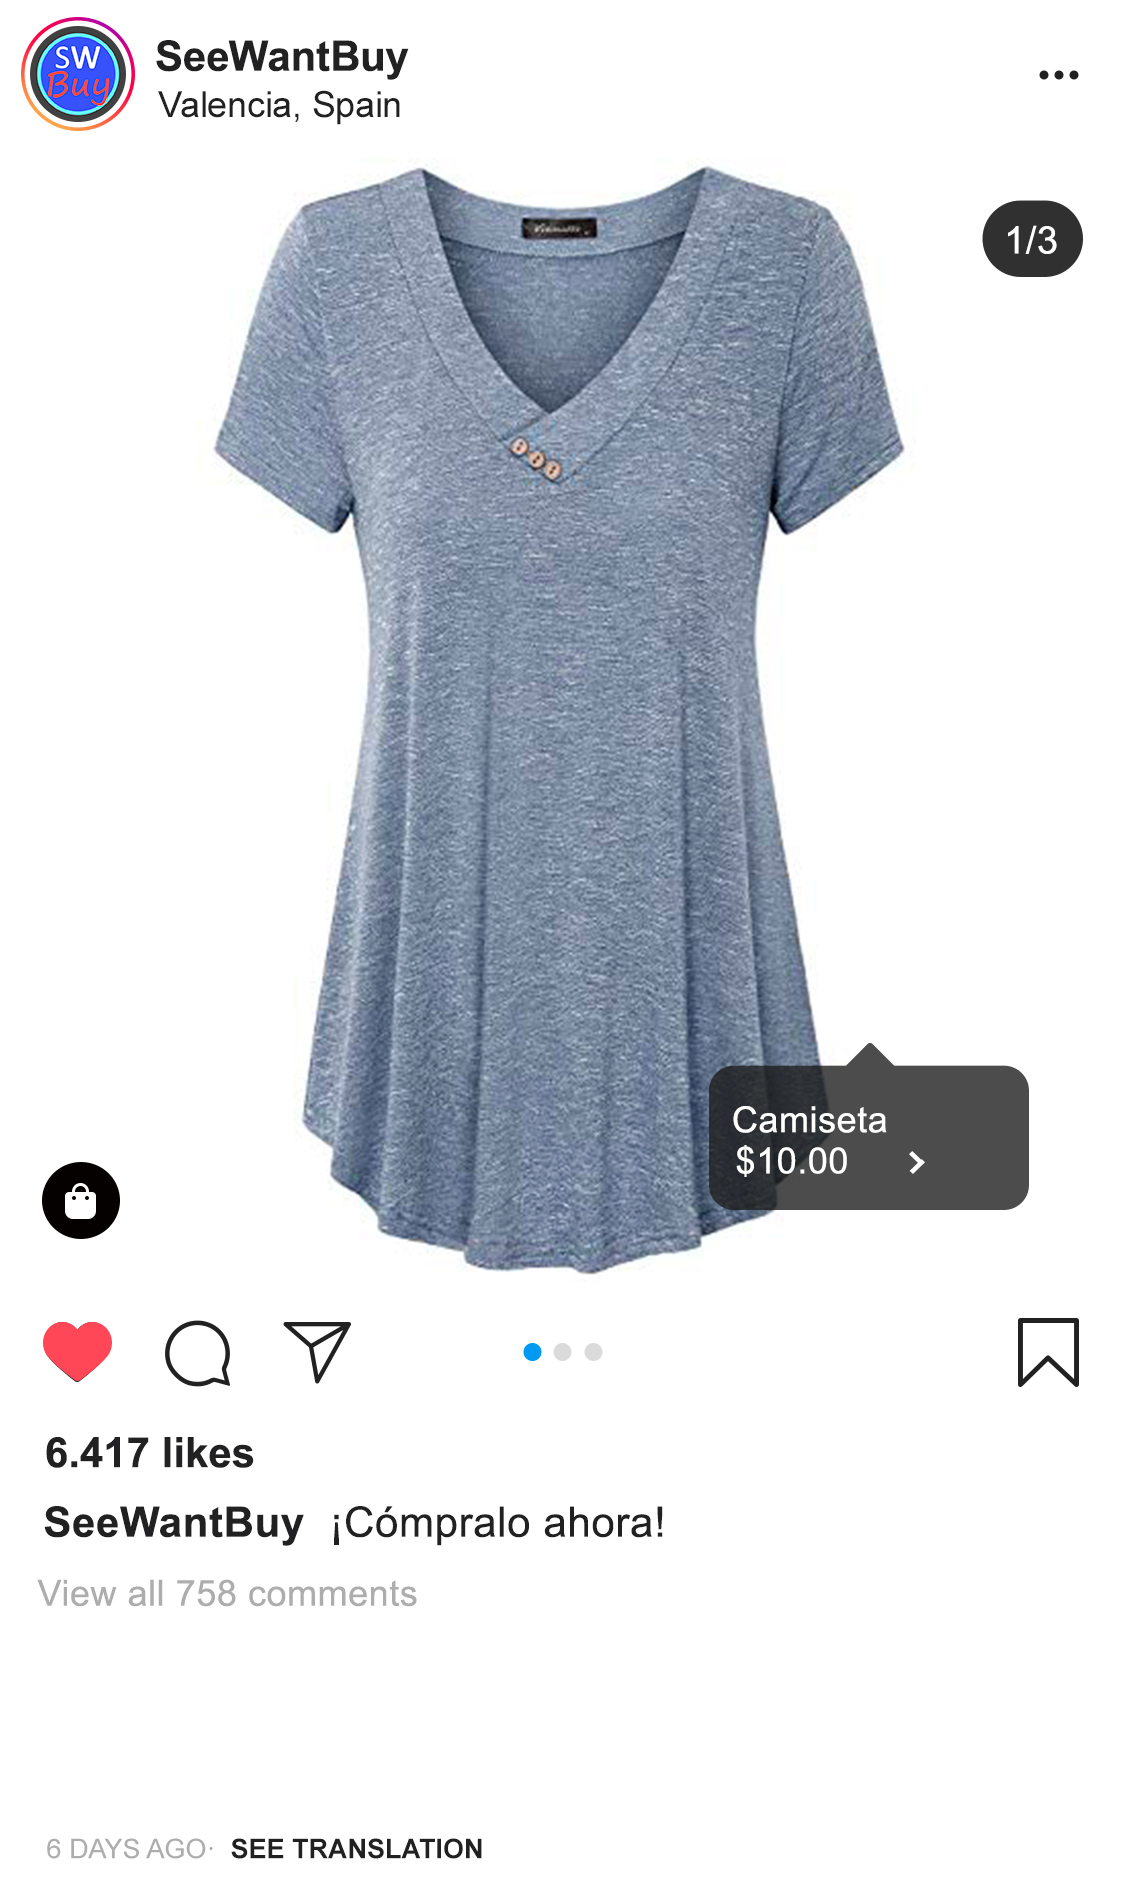 SW
Buy
SeeWantBuy
Valencia, Spain
1/3
Camiseta
$10.00
6.417 likes
SeeWantBuy ¡Cómpralo ahora!
View all 758 comments
6 DAYS AGO· SEE TRANSLATION